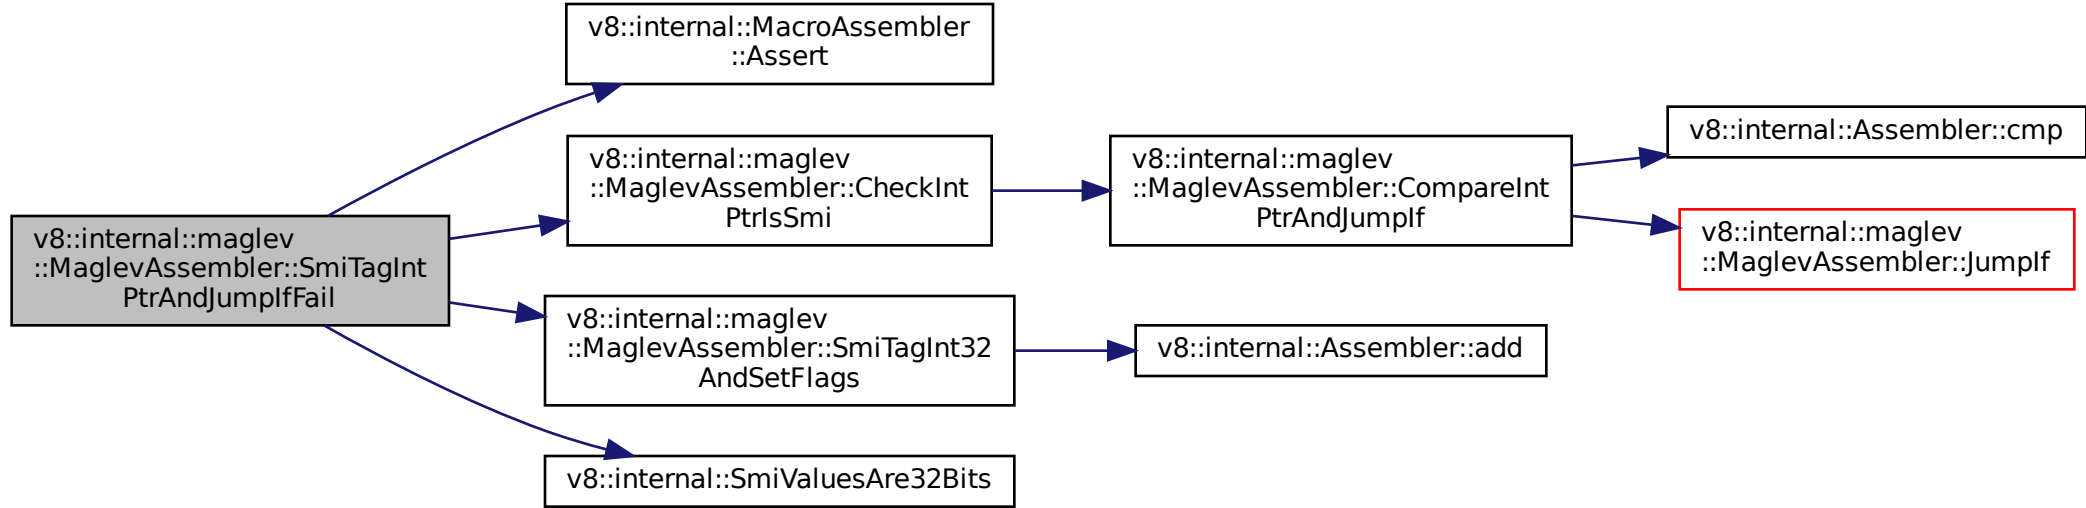 v8::internal::MacroAssembler
::Assert
v8::internal::maglev
::MaglevAssembler::CheckInt
PtrIsSmi
v8::internal::maglev
::MaglevAssembler::CompareInt
PtrAndJumpIf
v8::internal::Assembler::cmp
v8::internal::maglev
::MaglevAssembler::JumpIf
v8::internal::maglev
::MaglevAssembler::SmiTagInt
PtrAndJumpIfFail
v8::internal::maglev
::MaglevAssembler::SmiTagInt32
AndSetFlags
v8::internal::Assembler::add
v8::internal::SmiValuesAre32Bits